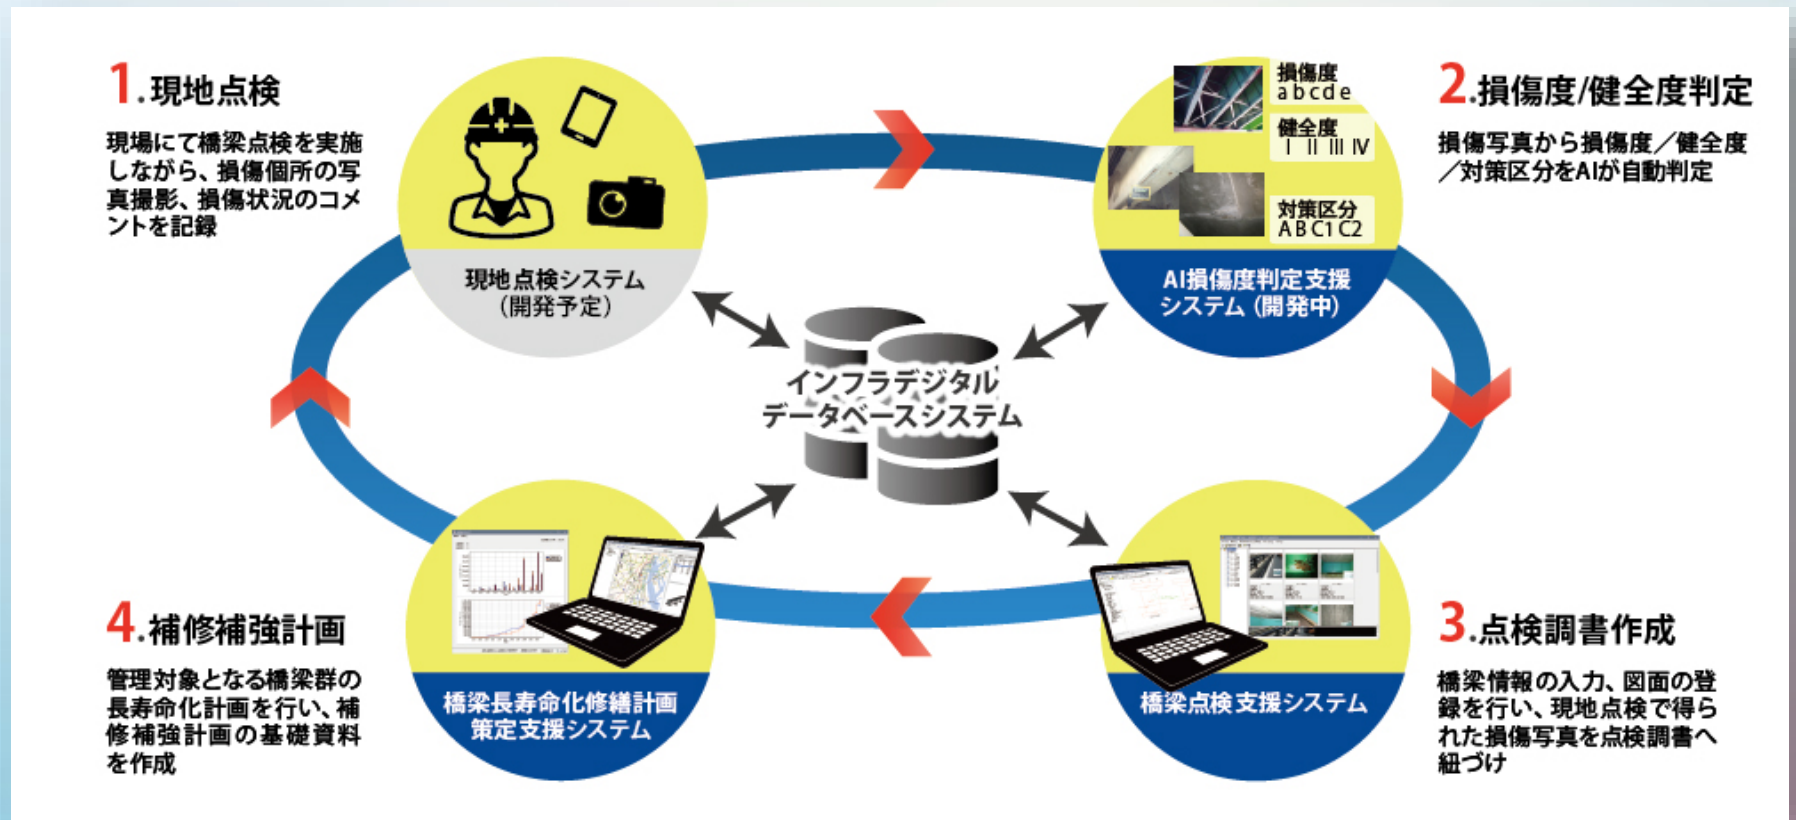 1.現地点検
現場にて橋梁点検を実施
しながら、損傷個所の写
真撮影、損傷状況のコメ
ントを記録
現地点検システム
(開発予定)
損傷度
a b c d e
健全度
I II III IV
対策区分
A B C1 C2
AI損傷度判定支援
システム(開発中)
2.損傷度/健全度判定
損傷写真から損傷度/健全度
/対策区分をAIが自動判定
インフラデジタル
データベースシステム
4.補修補強計画
管理対象となる橋梁群の
長寿命化計画を行い、補
修補強計画の基礎資料
を作成
橋梁長寿命化修繕計画
策定支援システム
橋梁点検支援システム
3.点検調書作成
橋梁情報の入力、図面の登
録を行い、現地点検で得ら
れた損傷写真を点検調書へ
紐づけ